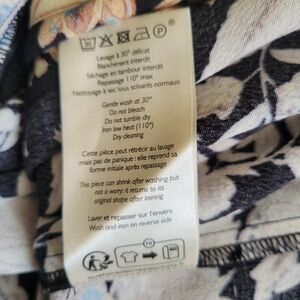 Lavage à 30° délicat
Blanchiment interdit
Séchage en tambour interdit
Repassage 110° max
Nettoyage à sec tous solvants normaux
Gentle wash at 30°
Do not bleach
Do not tumble dry
Iron low heat (110°)
Dry cleaning
Cette pièce peut rétrécir au lavage
mais pas de panique : elle reprend sa
forme initiale après repassage
This piece can shrink after washing but
not a worry: it returns to its
original shape after ironing
Laver et repasser sur l'envers
Wash and iron on reverse side
FR